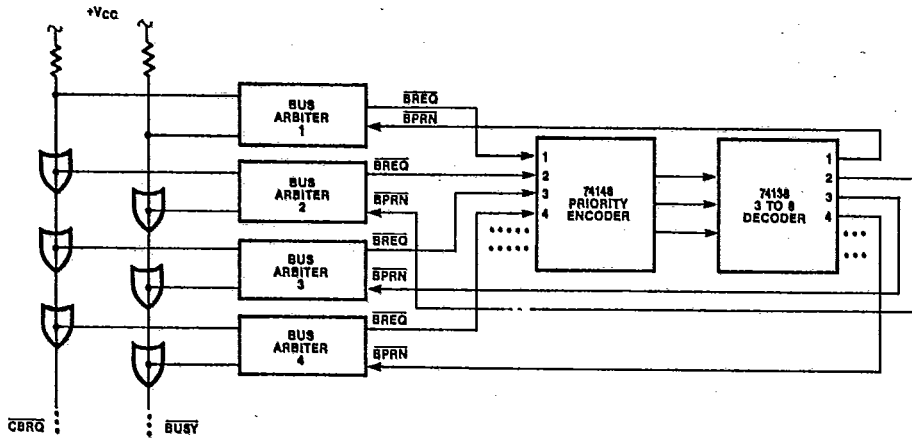 +VCC
BUS
ARBITER
1
BREQ
BPRN
BUS
ARBITER
2
BREQ
BPRN
BUS
ARBITER
3
BREQ
BPRN
BUS
ARBITER
4
BREQ
BPRN
1
2
3
4
74148
PRIORITY
ENCODER
74138
3 TO 8
DECODER
1
2
3
4
CBRQ
BUSY